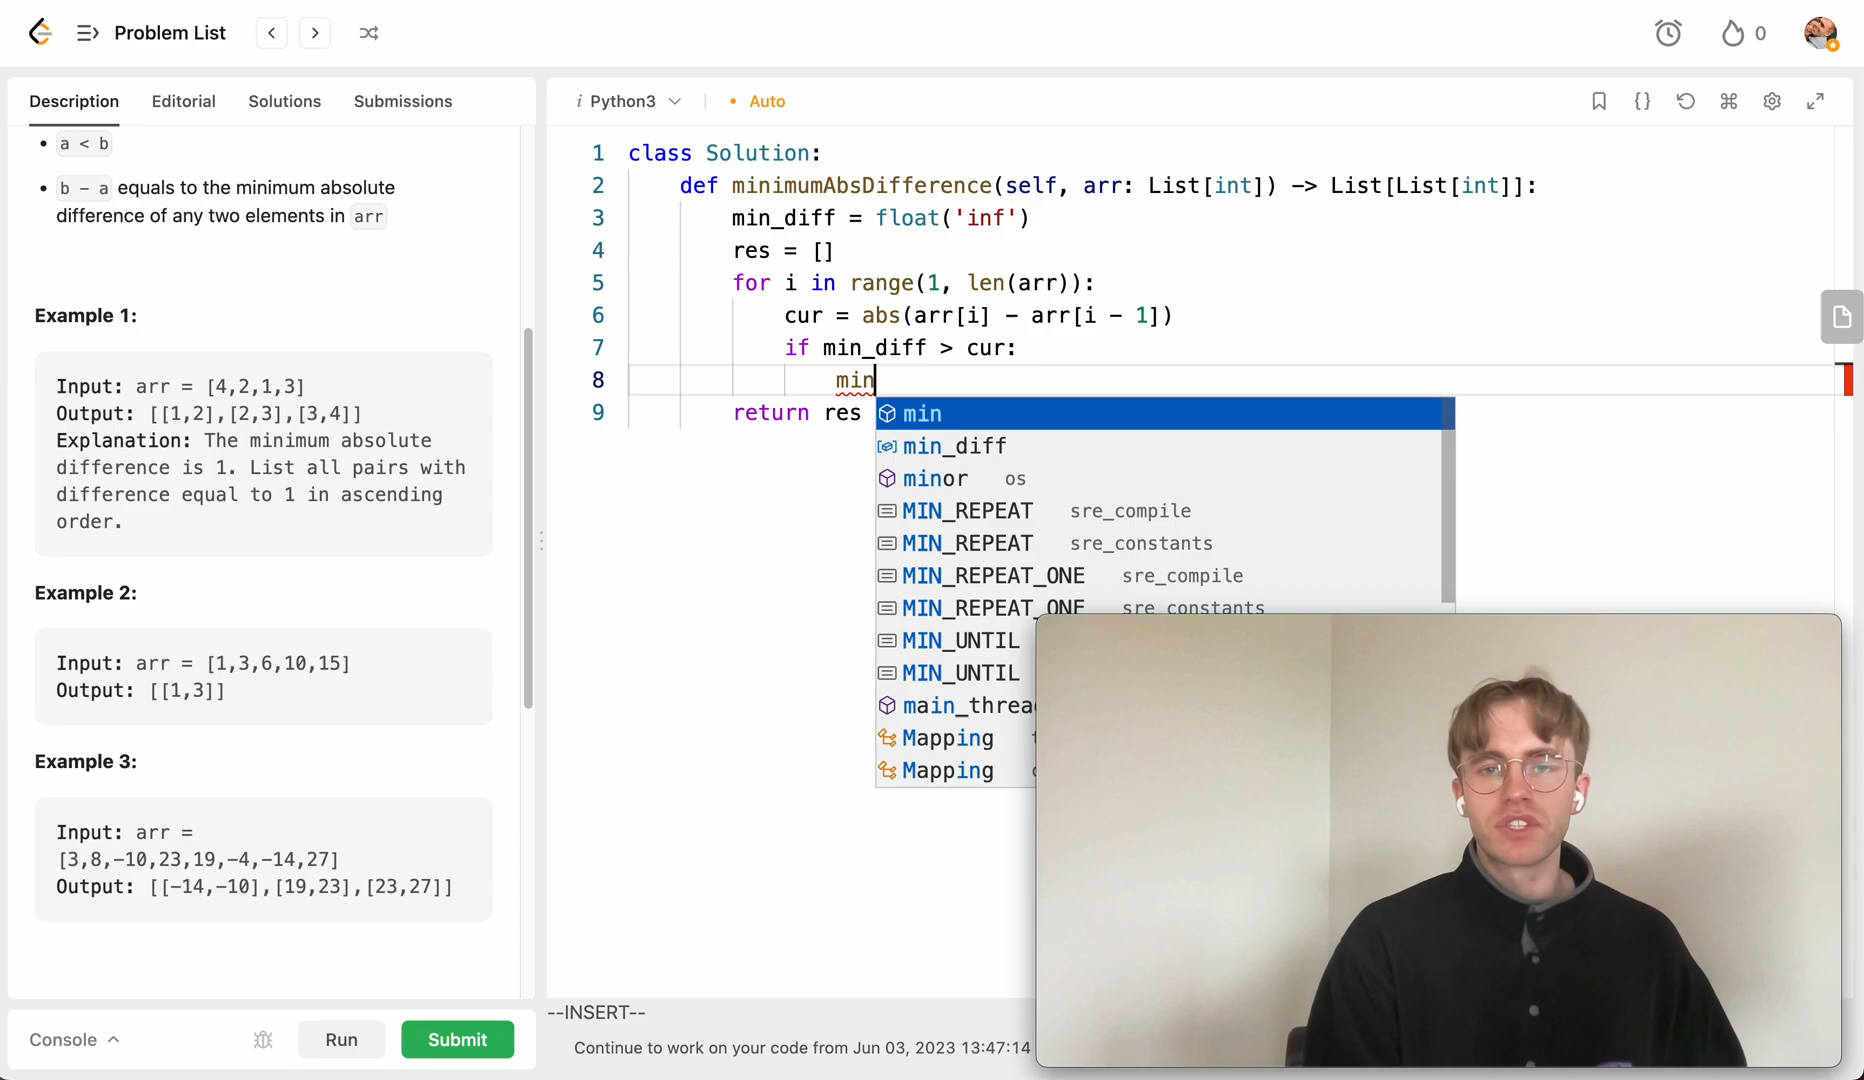 Problem List
0
Description
Editorial
Solutions
Submissions
a < b
b - a equals to the minimum absolute
difference of any two elements in arr
Example 1:
Input: arr = [4,2,1,3]
Output: [[1,2],[2,3],[3,4]]
Explanation: The minimum absolute
difference is 1. List all pairs with
difference equal to 1 in ascending
order.
Example 2:
Input: arr = [1,3,6,10,15]
Output: [[1,3]]
Example 3:
Input: arr =
[3,8,-10,23,19,-4,-14,27]
Output: [[-14,-10],[19,23],[23,27]]
Console
Run
Submit
i Python3
• Auto
1 class Solution:
2 def minimumAbsDifference(self, arr: List[int]) -> List[List[int]]:
3 min_diff = float('inf')
4 res = []
5 for i in range(1, len(arr)):
6 cur = abs(arr[i] - arr[i - 1])
7 if min_diff > cur:
8 min
9 return res
min
min_diff
minor os
MIN_REPEAT sre_compile
MIN_REPEAT sre_constants
MIN_REPEAT_ONE sre_compile
MIN_REPEAT_ONE sre_constants
MIN_UNTIL
MIN_UNTIL
main_threa
Mapping
Mapping
--INSERT--
Continue to work on your code from Jun 03, 2023 13:47:14